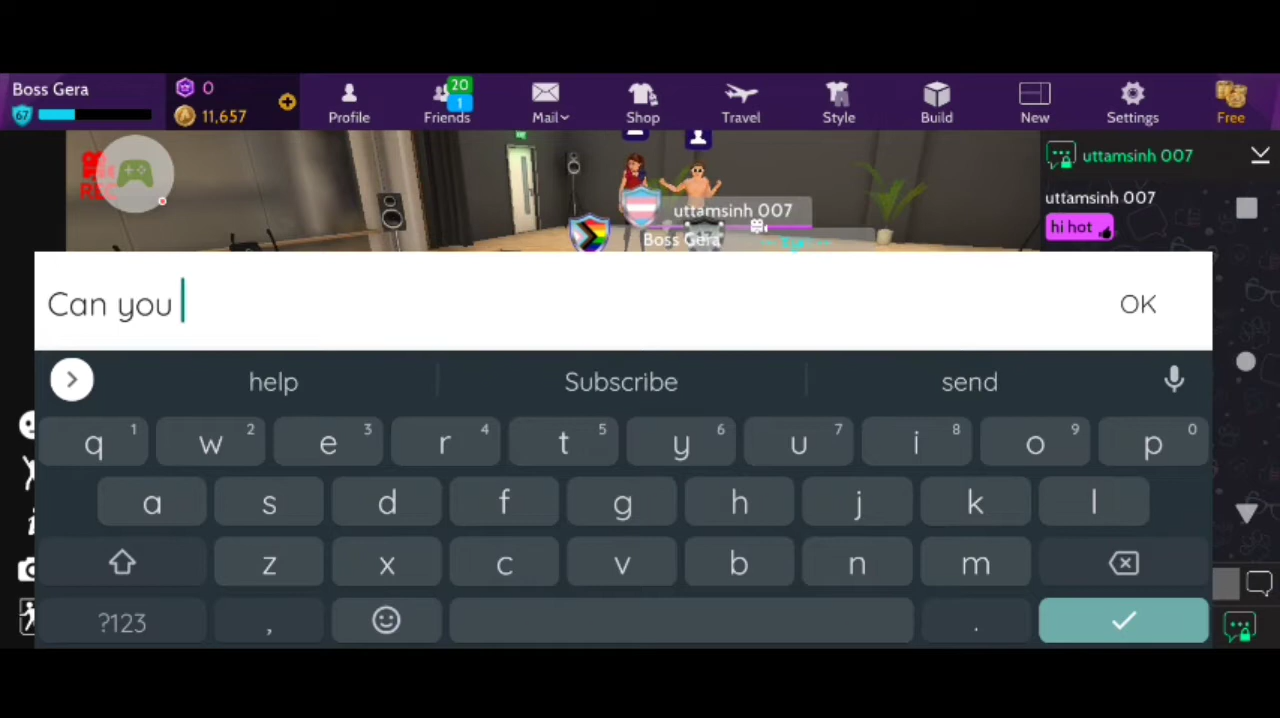 Boss Gera
67
0
11,657
Profile
20
1
Friends
Mail
Shop
Travel
Style
Build
New
Settings
Free
REC
uttamsinh 007
uttamsinh 007
hi hot
uttamsinh 007
Boss Gera
Can you
OK
help
Subscribe
send
q 1 w 2 e 3 r 4 t 5 y 6 u 7 i 8 o 9 p 0
a s d f g h j k l
z x c v b n m
?123 , .